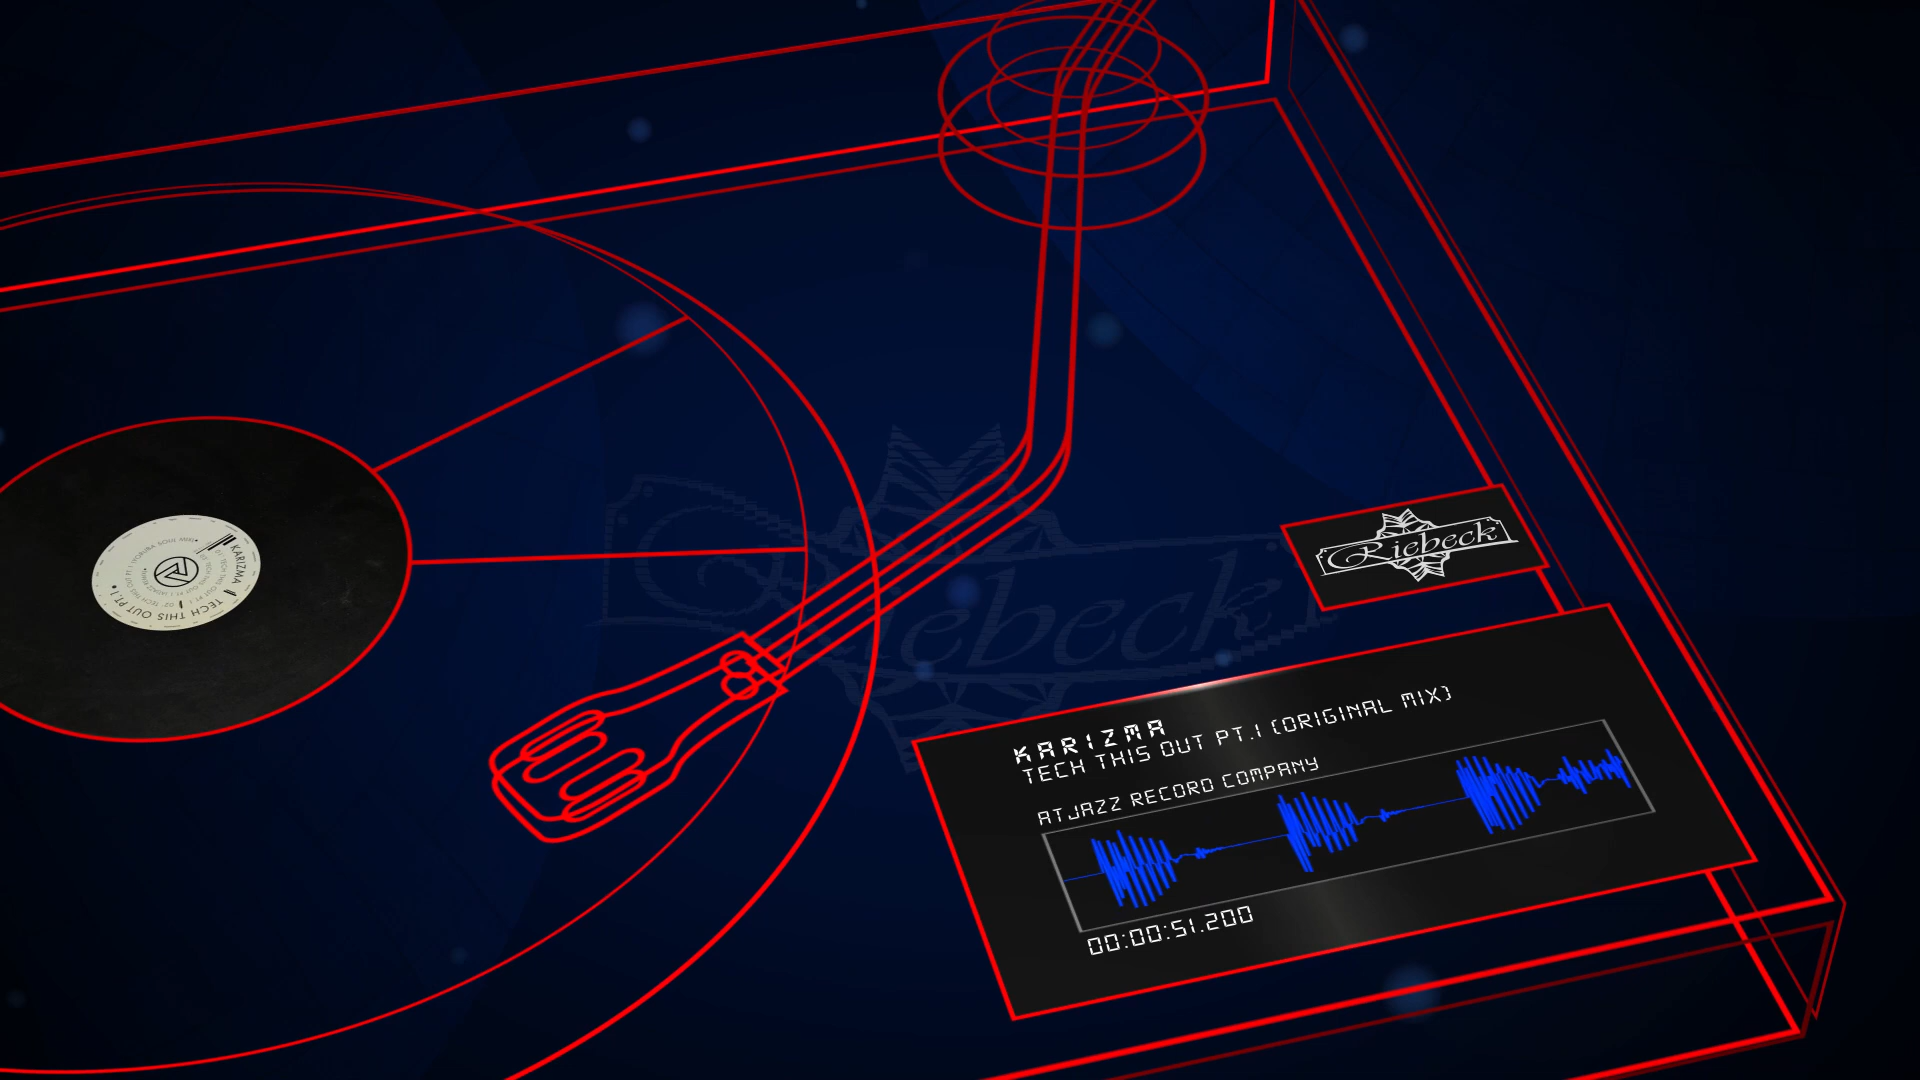 Riebeck
Riebeck
KARIZMA
TECH THIS OUT PT.1 (ORIGINAL MIX)
ATJAZZ RECORD COMPANY
00:00:51.200
KARIZMA
TECH THIS OUT PT.1